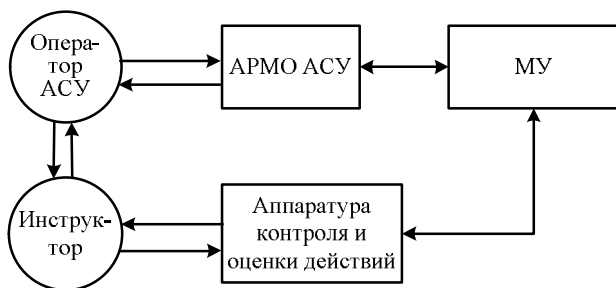 Опера-
тор
АСУ
АРМО АСУ
МУ
Инструк-
тор
Аппаратура
контроля и
оценки действий